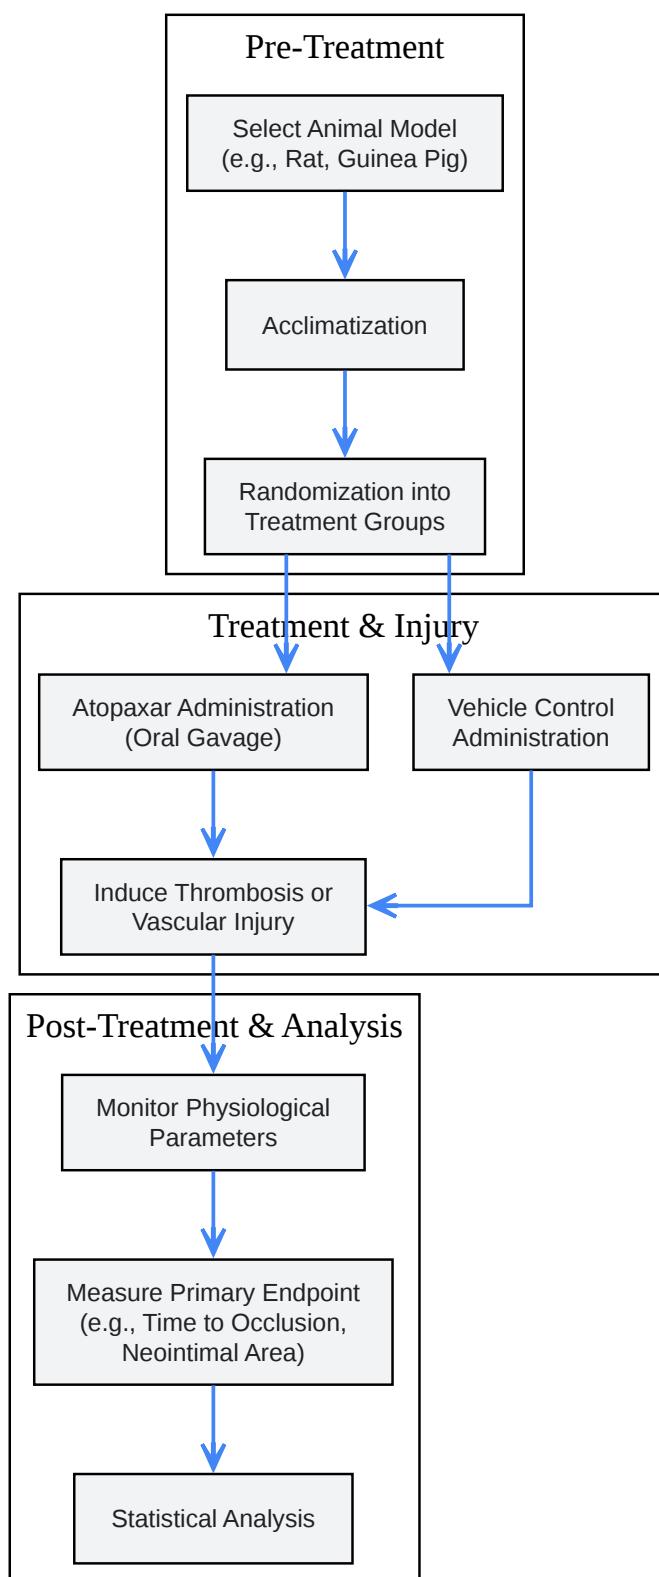 Pre-Treatment
Select Animal Model
(e.g., Rat, Guinea Pig)
Acclimatization
Randomization into
Treatment Groups
Treatment & Injury
Atopaxar Administration
(Oral Gavage)
Vehicle Control
Administration
Induce Thrombosis or
Vascular Injury
Post-Treatment & Analysis
Monitor Physiological
Parameters
Measure Primary Endpoint
(e.g., Time to Occlusion,
Neointimal Area)
Statistical Analysis